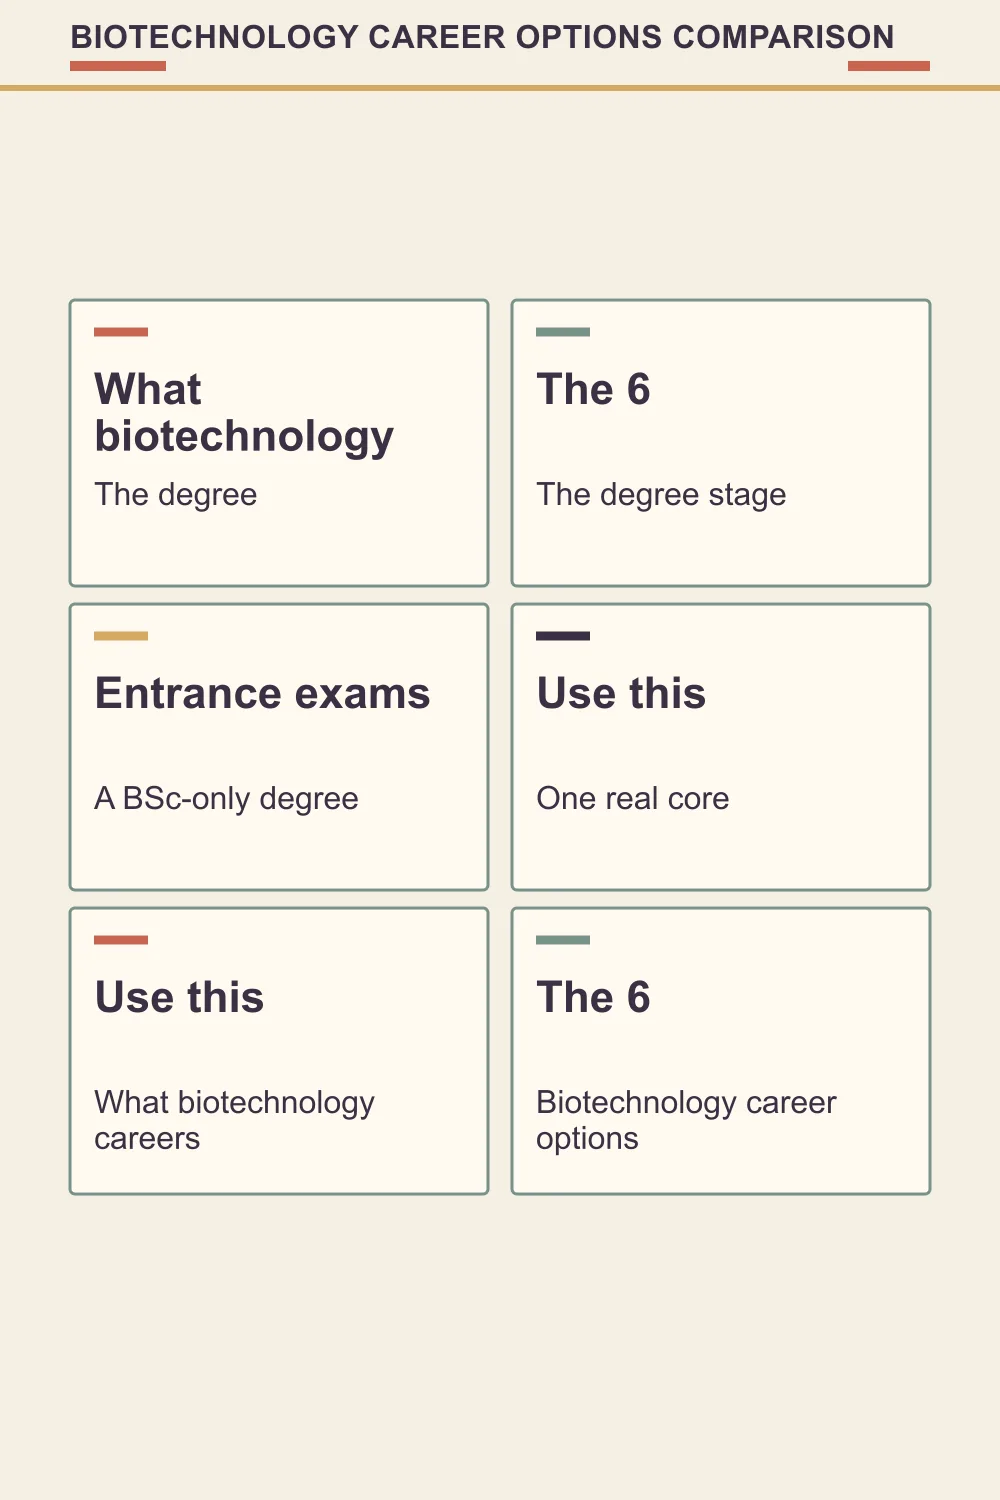 BIOTECHNOLOGY CAREER OPTIONS COMPARISON
What
biotechnology
The degree
The 6
The degree stage
Entrance exams
A BSc-only degree
Use this
One real core
Use this
What biotechnology
careers
The 6
Biotechnology career
options